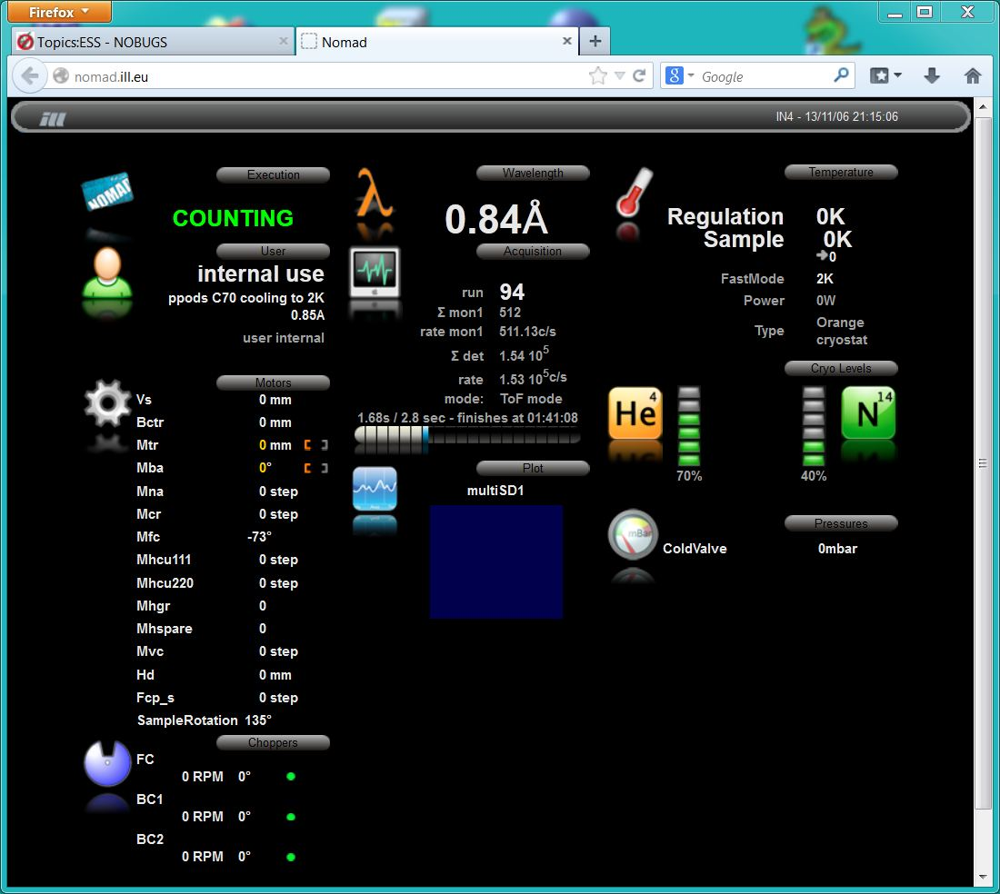 Firefox
Topics:ESS - NOBUGS
Nomad
nomad.ill.eu
Google
ill
IN4 - 13/11/06 21:15:06
NOMAD
Execution
COUNTING
User
internal use
ppods C70 cooling to 2K
0.85A
user internal
Motors
Vs 0 mm
Bctr 0 mm
Mtr 0 mm
Mba 0°
Mna 0 step
Mcr 0 step
Mfc -73°
Mhcu111 0 step
Mhcu220 0 step
Mhgr 0
Mhspare 0
Mvc 0 step
Hd 0 mm
Fcp_s 0 step
SampleRotation 135°
Choppers
FC
0 RPM 0°
BC1
0 RPM 0°
BC2
0 RPM 0°
λ
Wavelength
0.84Å
Acquisition
run 94
Σ mon1 512
rate mon1 511.13c/s
Σ det 1.54 10^5
rate 1.53 10^5c/s
mode: ToF mode
1.68s / 2.8 sec - finishes at 01:41:08
Plot
multiSD1
Temperature
Regulation 0K
Sample 0K
0
FastMode 2K
Power 0W
Type Orange
cryostat
Cryo Levels
He 4
70%
N 14
40%
Pressures
mBar
ColdValve 0mbar